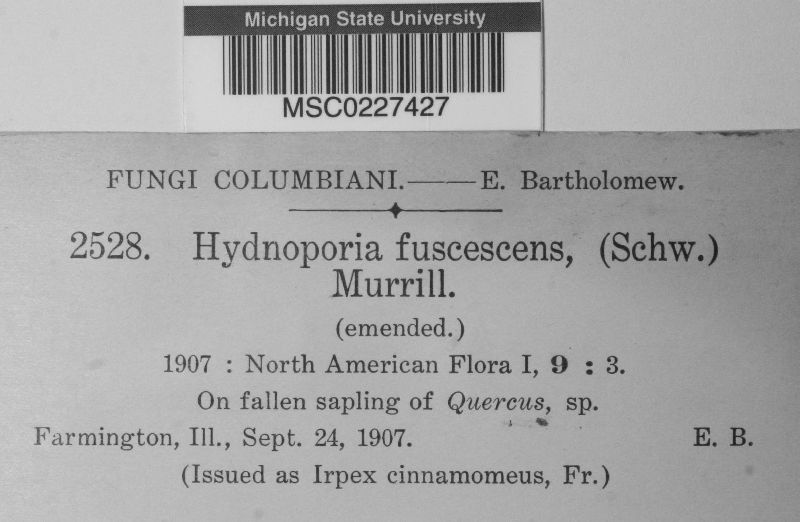 Michigan State University
MSC0227427
FUNGI COLUMBIANI.——E. Bartholomew.
2528. Hydnoporia fuscescens, (Schw.)
Murrill.
(emended.)
1907 : North American Flora I, 9 : 3.
On fallen sapling of Quercus, sp.
Farmington, Ill., Sept. 24, 1907. E. B.
(Issued as Irpex cinnamomeus, Fr.)